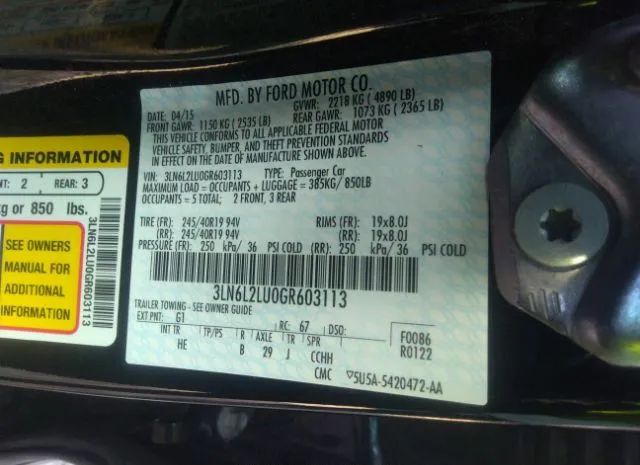 MFD. BY FORD MOTOR CO.
DATE: 04/15 GVWR: 2218 KG ( 4890 LB)
FRONT GAWR: 1150 KG ( 2535 LB) REAR GAWR: 1073 KG ( 2365 LB)
THIS VEHICLE CONFORMS TO ALL APPLICABLE FEDERAL MOTOR
VEHICLE SAFETY, BUMPER, AND THEFT PREVENTION STANDARDS
IN EFFECT ON THE DATE OF MANUFACTURE SHOWN ABOVE.
VIN: 3LN6L2LU0GR603113 TYPE: Passenger Car
MAXIMUM LOAD = OCCUPANTS + LUGGAGE = 385KG/ 850LB
OCCUPANTS = 5 TOTAL: 2 FRONT, 3 REAR
TIRE (FR): 245/40R19 94V RIMS (FR): 19x8.0J
(RR): 245/40R19 94V (RR): 19x8.0J
PRESSURE (FR): 250 kPa/ 36 PSI COLD (RR): 250 kPa/ 36 PSI COLD
3LN6L2LU0GR603113
TRAILER TOWING - SEE OWNER GUIDE
EXT PNT: G1 RC: 67 DSO:
INT TR TP/PS R AXLE TR SPR F0086
HE B 29 J CCHH R0122
CMC ▽5U5A-5420472-AA
G INFORMATION
NT: 2 REAR: 3
kg or 850 lbs.
SEE OWNERS
MANUAL FOR
ADDITIONAL
INFORMATION
3LN6L2LU0GR603113